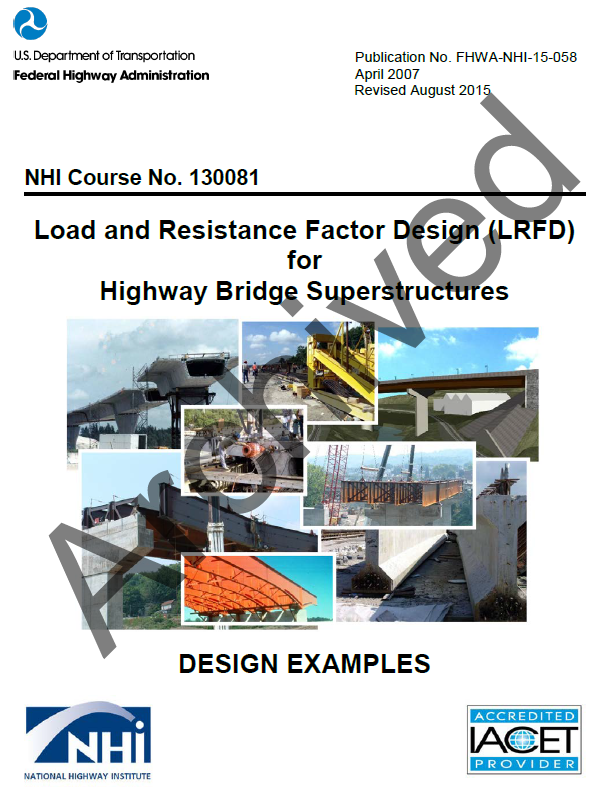 U.S. Department of Transportation
Federal Highway Administration
Publication No. FHWA-NHI-15-058
April 2007
Revised August 2015
NHI Course No. 130081
Load and Resistance Factor Design (LRFD)
for
Highway Bridge Superstructures
Archived
DESIGN EXAMPLES
NHI
NATIONAL HIGHWAY INSTITUTE
ACCREDITED
IACET
PROVIDER